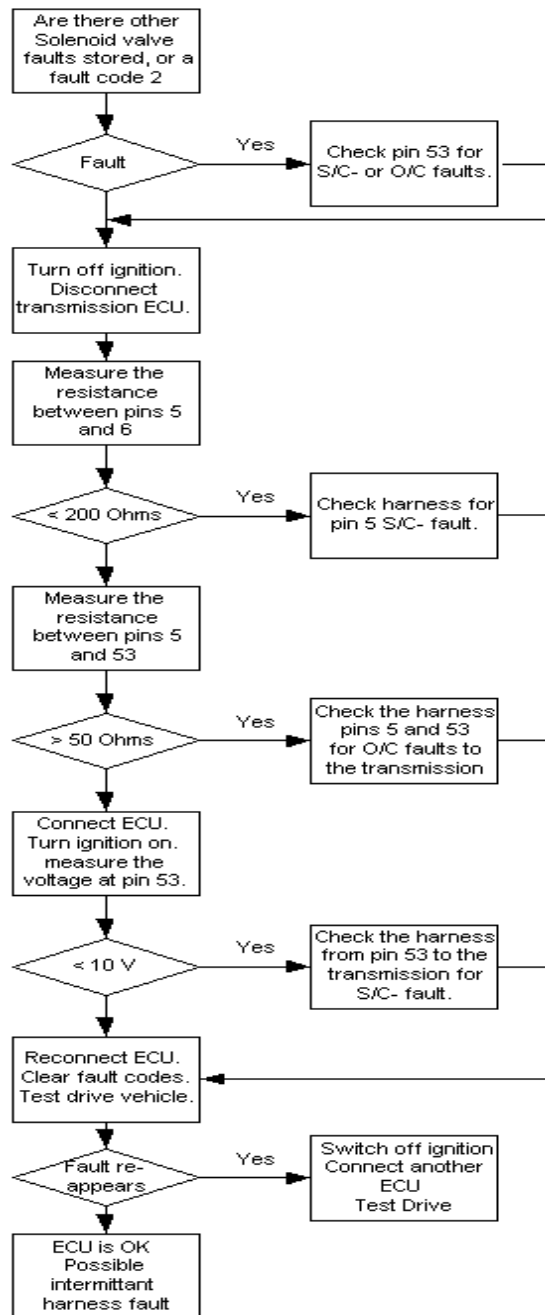 Are there other
Solenoid valve
faults stored, or a
fault code 2
Fault
Yes
Check pin 53 for
S/C- or O/C faults.
Turn off ignition.
Disconnect
transmission ECU.
Measure the
resistance
between pins 5
and 6
< 200 Ohms
Yes
Check harness for
pin 5 S/C- fault.
Measure the
resistance
between pins 5
and 53
> 50 Ohms
Yes
Check the harness
pins 5 and 53
for O/C faults to
the transmission
Connect ECU.
Turn ignition on.
measure the
voltage at pin 53.
< 10 V
Yes
Check the harness
from pin 53 to the
transmission for
S/C- fault.
Reconnect ECU.
Clear fault codes.
Test drive vehicle.
Fault re-
appears
Yes
Switch off ignition
Connect another
ECU
Test Drive
ECU is OK
Possible
intermittant
harness fault